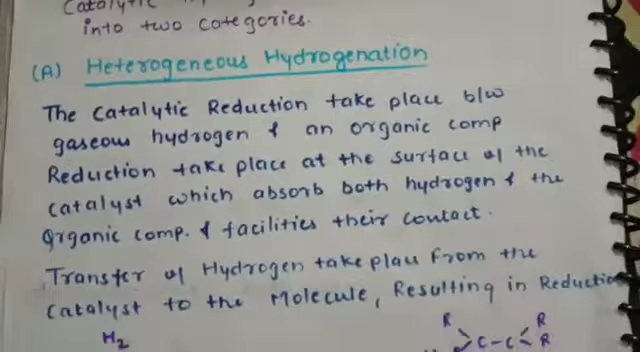 Catalytic
into two categories.
(A) Heterogeneous Hydrogenation
The Catalytic Reduction take place b/w
gaseous hydrogen & an organic comp
Reduction take place at the surface of the
catalyst which absorb both hydrogen & the
Organic comp. & facilities their contact.
Transfer of Hydrogen take place from the
catalyst to the Molecule, Resulting in Reduction
H₂
R R
C-C
R